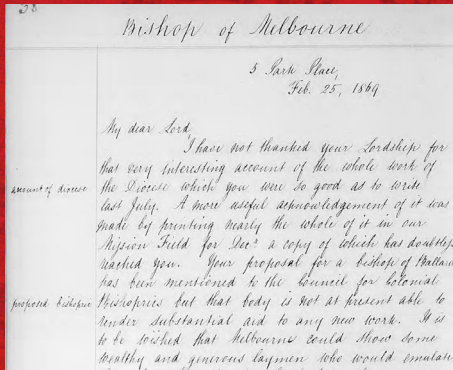 38
Bishop of Melbourne
5 Park Place,
Feb. 25, 1869
My dear Lord,
I have not thanked your Lordship for
that very interesting account of the whole work of
account of diocese
the Diocese which you were so good as to write
last July. A more useful acknowledgement of it was
made by printing nearly the whole of it in our
Mission Field for Decr. a copy of which has doubtless
reached you. Your proposal for a bishop of Ballara
has been mentioned to the Council for Colonial
proposed bishopric
Bishoprics but that body is not at present able to
render substantial aid to any new work. It is
to be wished that Melbourne could show some
wealthy and generous laymen who would emulate